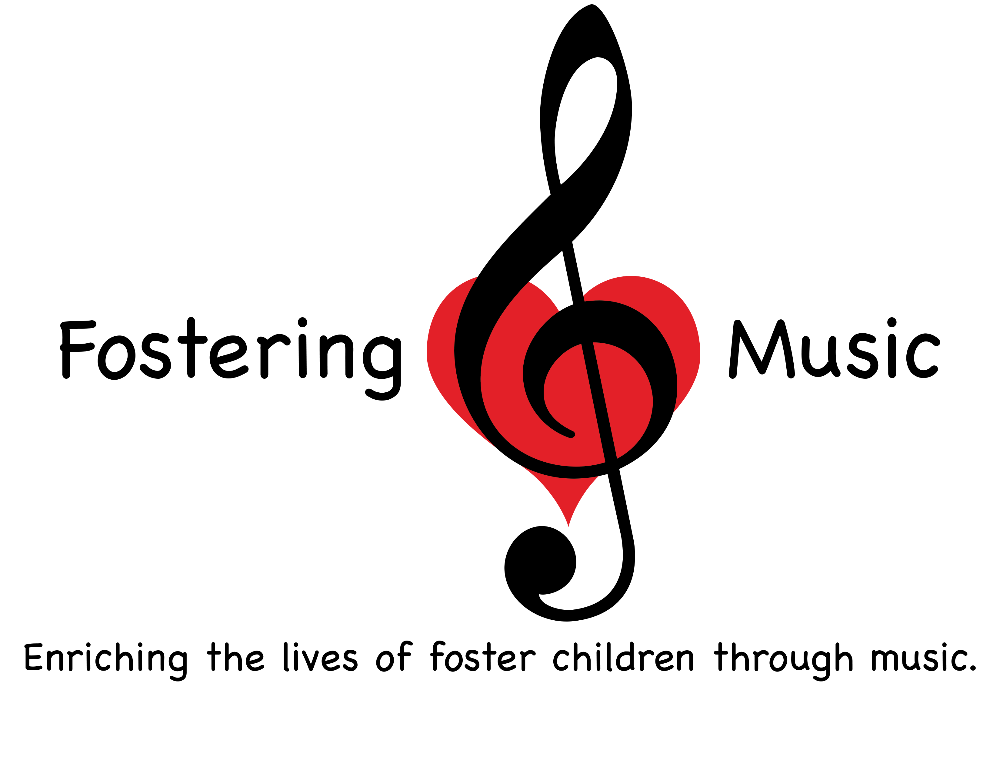 Fostering Music
Enriching the lives of foster children through music.